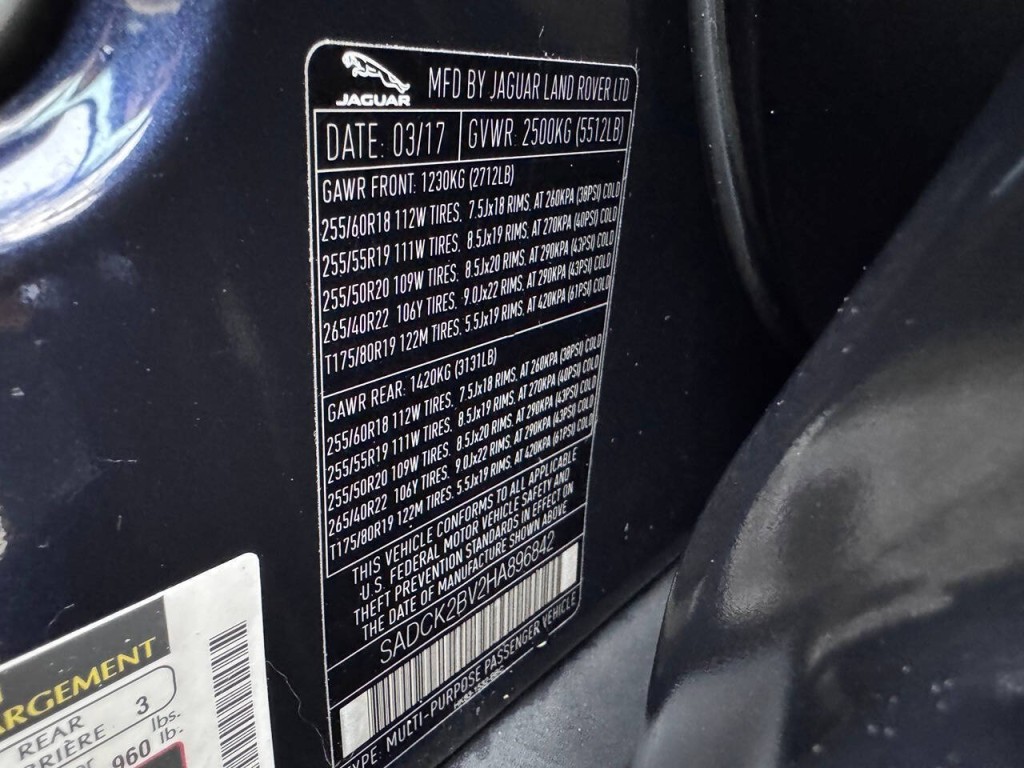 JAGUAR
MFD BY JAGUAR LAND ROVER LTD
DATE: 03/17
GVWR: 2500KG (5512LB)
GAWR FRONT: 1230KG (2712LB)
255/60R18 112W TIRES, 7.5Jx18 RIMS, AT 260KPA (38PSI) COLD
255/55R19 111W TIRES, 8.5Jx19 RIMS, AT 270KPA (40PSI) COLD
255/50R20 109W TIRES, 8.5Jx20 RIMS, AT 290KPA (43PSI) COLD
265/40R22 106Y TIRES, 9.0Jx22 RIMS, AT 290KPA (43PSI) COLD
T175/80R19 122M TIRES, 5.5Jx19 RIMS, AT 420KPA (61PSI) COLD
GAWR REAR: 1420KG (3131LB)
255/60R18 112W TIRES, 7.5Jx18 RIMS, AT 260KPA (38PSI) COLD
255/55R19 111W TIRES, 8.5Jx19 RIMS, AT 270KPA (40PSI) COLD
255/50R20 109W TIRES, 8.5Jx20 RIMS, AT 290KPA (43PSI) COLD
265/40R22 106Y TIRES, 9.0Jx22 RIMS, AT 290KPA (43PSI) COLD
T175/80R19 122M TIRES, 5.5Jx19 RIMS, AT 420KPA (61PSI) COLD
THIS VEHICLE CONFORMS TO ALL APPLICABLE
U.S. FEDERAL MOTOR VEHICLE SAFETY AND
THEFT PREVENTION STANDARDS IN EFFECT ON
THE DATE OF MANUFACTURE SHOWN ABOVE
SADCK2BV2HA896842
TYPE: MULTI-PURPOSE PASSENGER VEHICLE
ARGEMENT
REAR 3
RIÈRE
960 lbs.
lb.